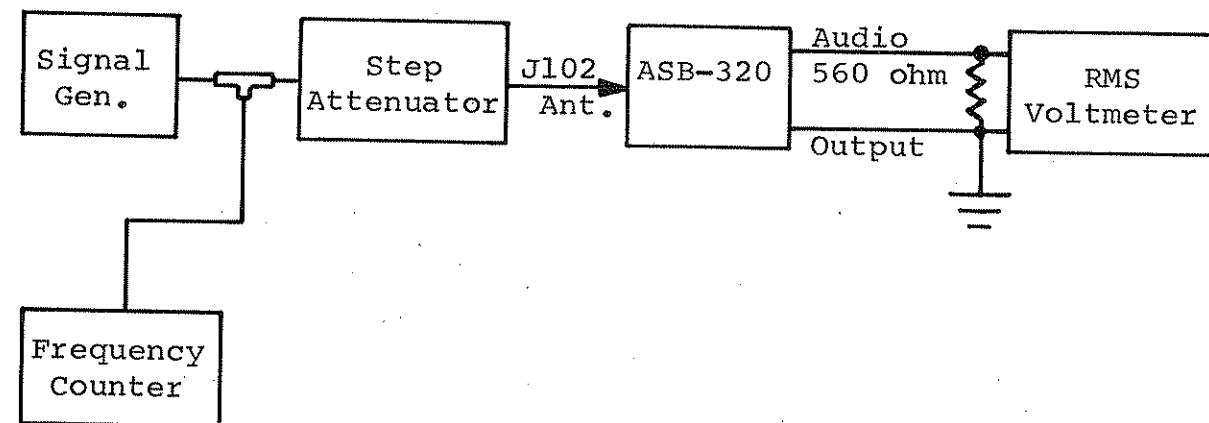 Signal
Gen.
Step
Attenuator
J102
Ant.
ASB-320
Audio
560 ohm
Output
RMS
Voltmeter
Frequency
Counter